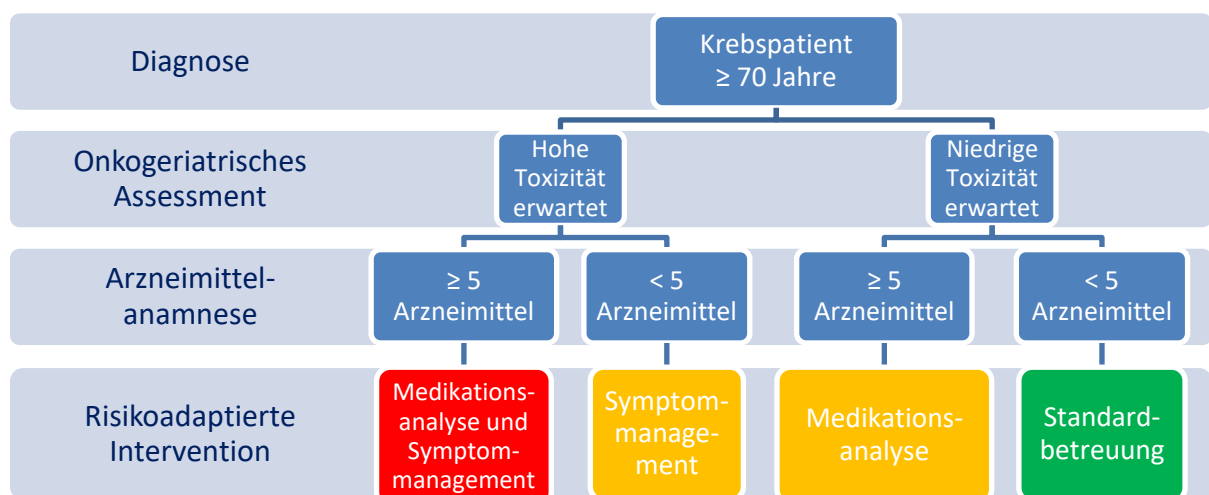 Diagnose
Krebspatient
≥ 70 Jahre
Onkogeriatrisches
Assessment
Hohe
Toxizität
erwartet
Niedrige
Toxizität
erwartet
Arzneimittel-
anamnese
≥ 5
Arzneimittel
< 5
Arzneimittel
≥ 5
Arzneimittel
< 5
Arzneimittel
Risikoadaptierte
Intervention
Medikations-
analyse und
Symptom-
management
Symptom-
manage-
ment
Medikations-
analyse
Standard-
betreuung